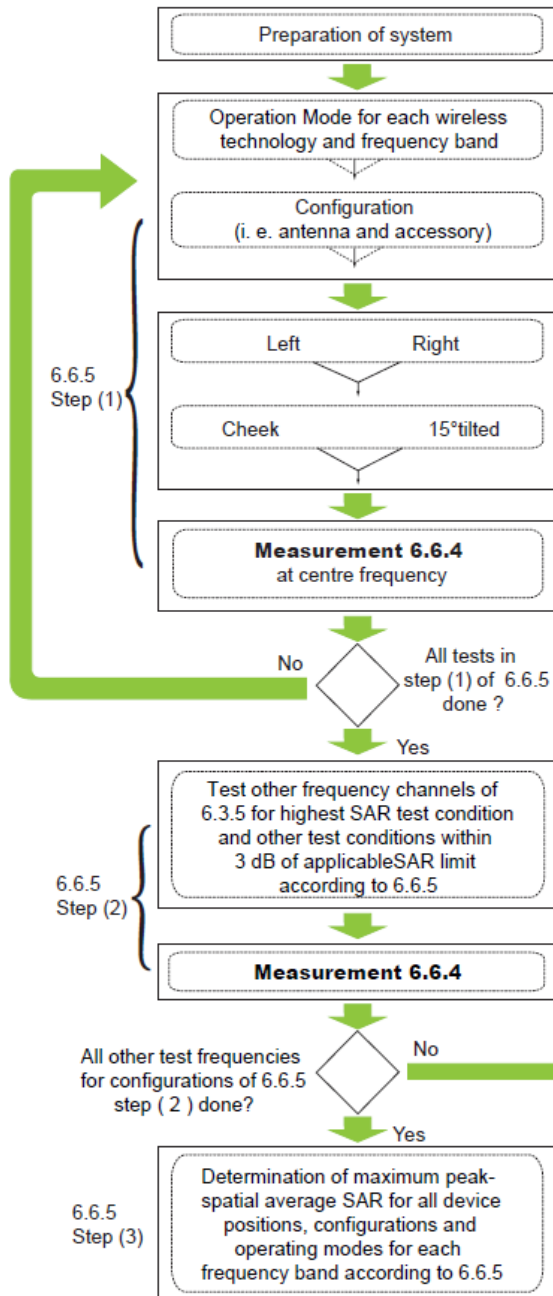 Preparation of system
Operation Mode for each wireless
technology and frequency band
Configuration
(i. e. antenna and accessory)
6.6.5
Step (1)
Left Right
Cheek 15°tilted
Measurement 6.6.4
at centre frequency
No
All tests in
step (1) of 6.6.5
done ?
Yes
6.6.5
Step (2)
Test other frequency channels of
6.3.5 for highest SAR test condition
and other test conditions within
3 dB of applicableSAR limit
according to 6.6.5
Measurement 6.6.4
All other test frequencies
for configurations of 6.6.5
step ( 2 ) done?
No
Yes
6.6.5
Step (3)
Determination of maximum peak-
spatial average SAR for all device
positions, configurations and
operating modes for each
frequency band according to 6.6.5